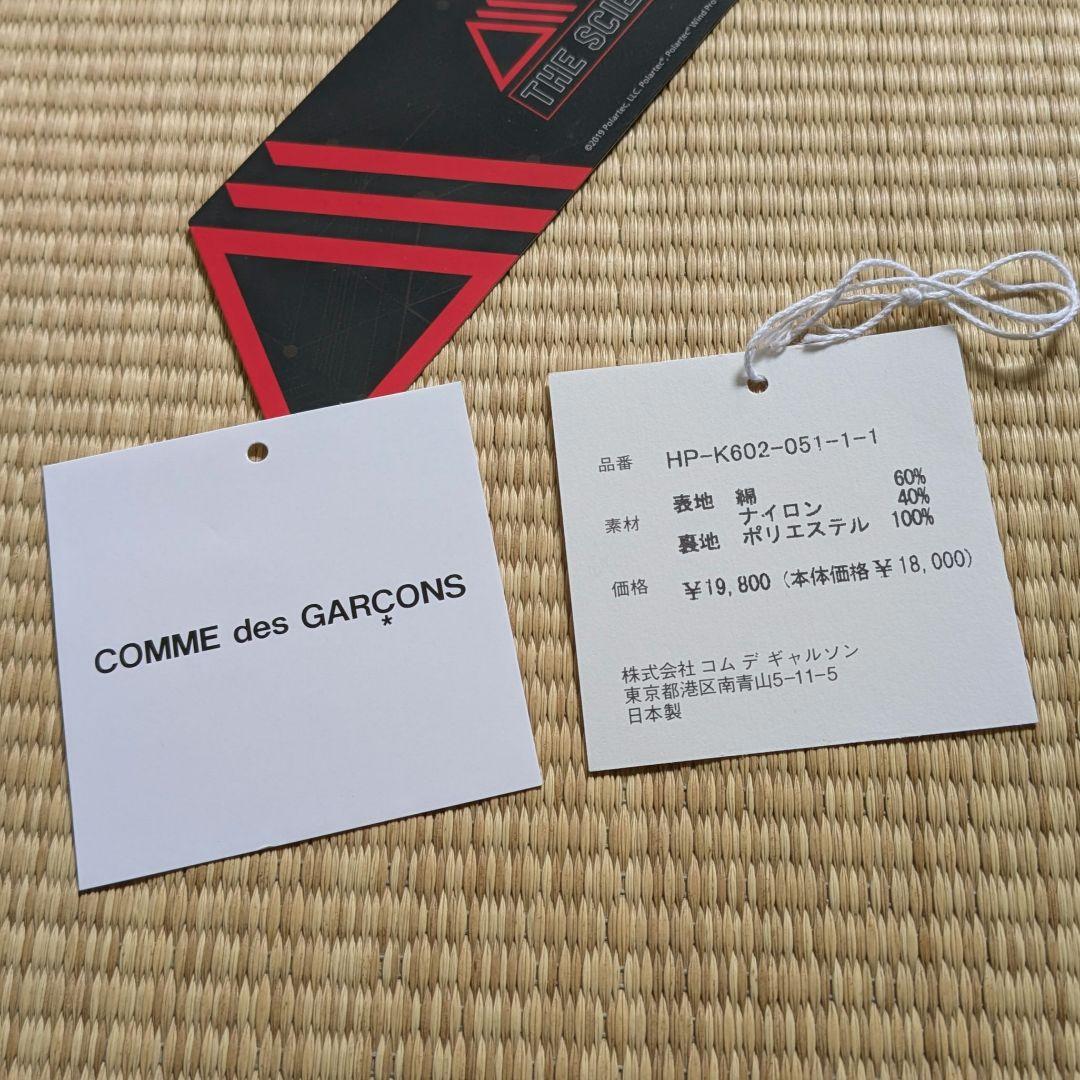 THE SCIE
©2019 Polartec, LLC. Polartec®, Polartec® Wind Pro
COMME des GARÇONS
*
品番 HP-K602-051-1-1
素材 表地 綿 60%
ナイロン 40%
裏地 ポリエステル 100%
価格 ¥19,800 (本体価格¥18,000)
株式会社 コム デ ギャルソン
東京都港区南青山5-11-5
日本製